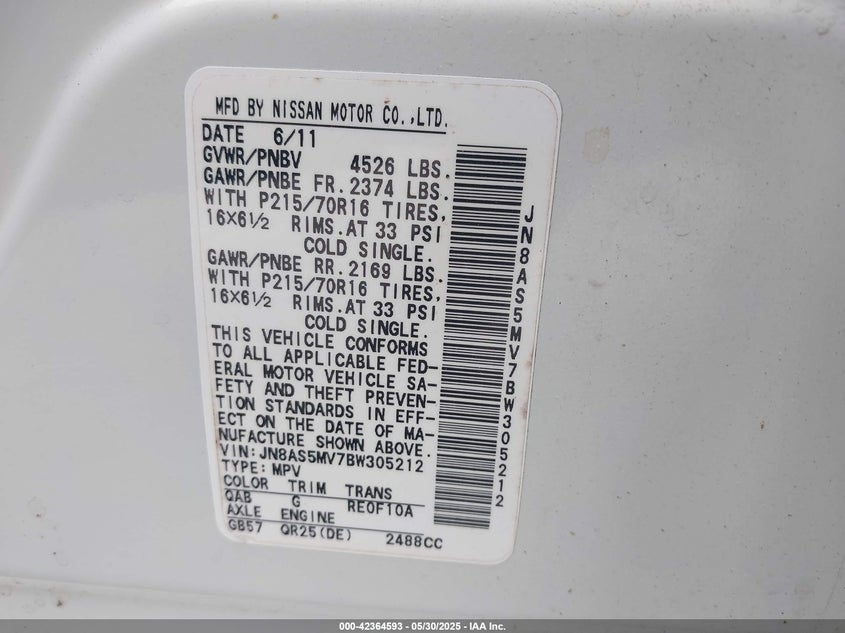 MFD BY NISSAN MOTOR CO.,LTD.
DATE 6/11
GVWR/PNBV 4526 LBS.
GAWR/PNBE FR.2374 LBS.
WITH P215/70R16 TIRES,
16X6½ RIMS.AT 33 PSI
COLD SINGLE.
GAWR/PNBE RR.2169 LBS.
WITH P215/70R16 TIRES,
16X6½ RIMS.AT 33 PSI
COLD SINGLE.
THIS VEHICLE CONFORMS
TO ALL APPLICABLE FED-
ERAL MOTOR VEHICLE SA-
FETY AND THEFT PREVEN-
TION STANDARDS IN EFF-
ECT ON THE DATE OF MA-
NUFACTURE SHOWN ABOVE.
VIN:JN8AS5MV7BW305212
TYPE:MPV
COLOR TRIM TRANS
QAB G RE0F10A
AXLE ENGINE
GB57 QR25(DE) 2488CC
JN8AS5MV7BW305212
000-42364593 — 05/30/2025 — IAA Inc.